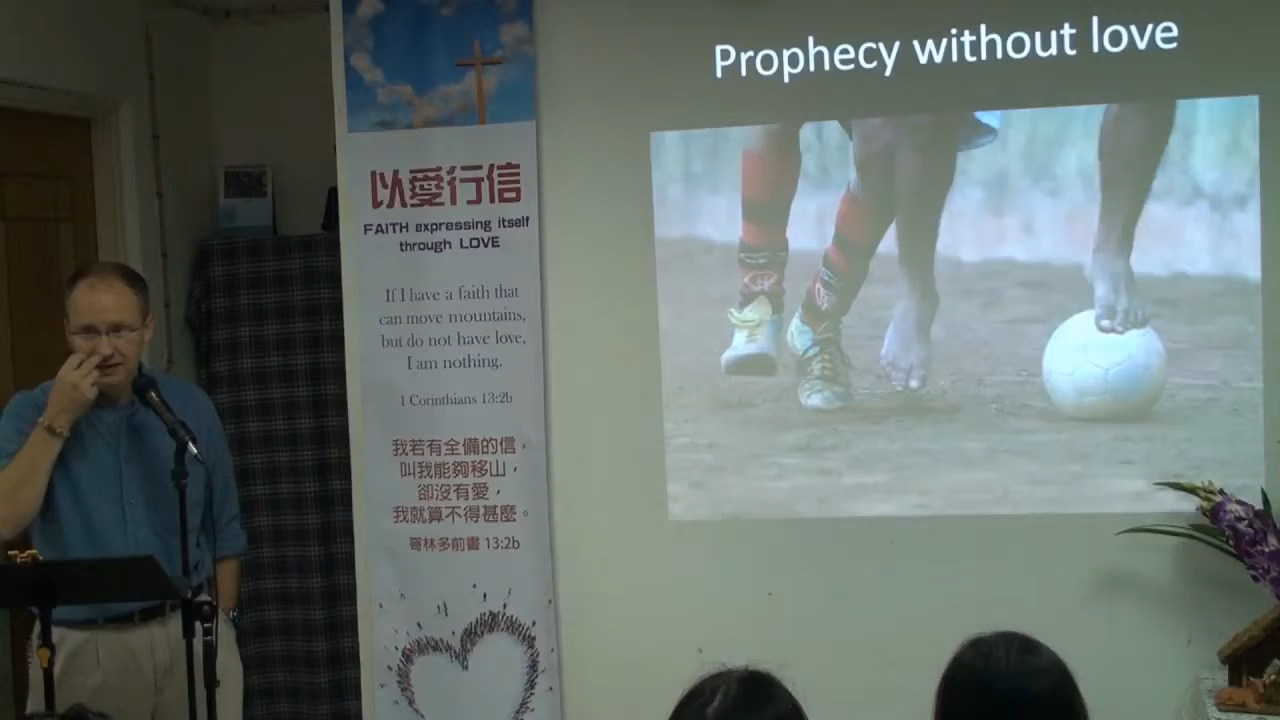 以愛行信
FAITH expressing itself
through LOVE
If I have a faith that
can move mountains,
but do not have love,
I am nothing.
1 Corinthians 13:2b
我若有全備的信，
叫我能夠移山，
卻沒有愛，
我就算不得甚麼。
哥林多前書 13:2b
Prophecy without love